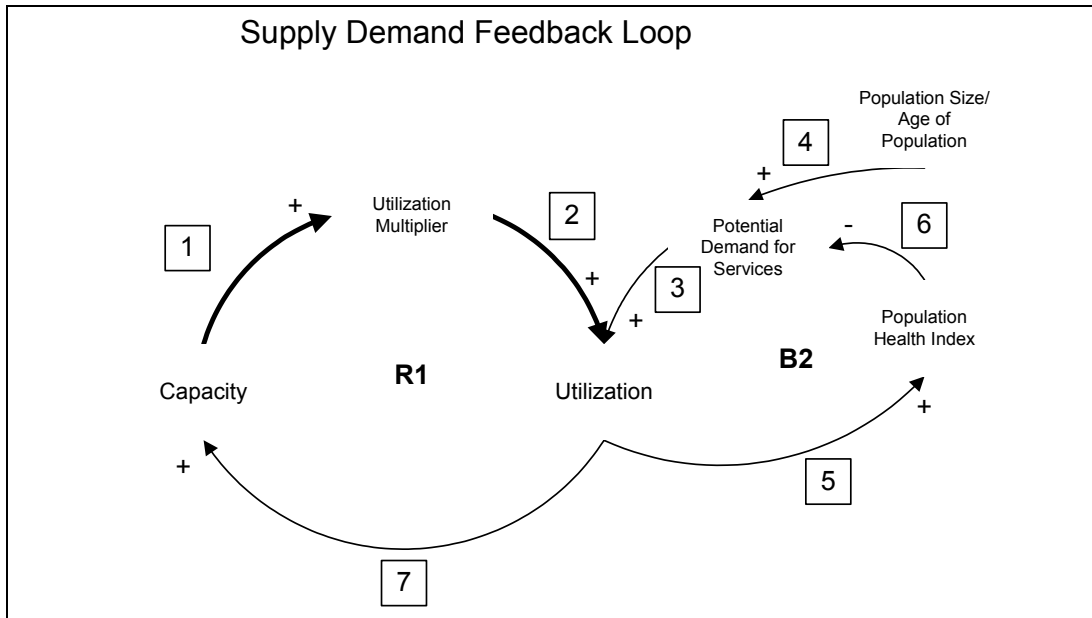 Supply Demand Feedback Loop
Population Size/
Age of
Population
4
+
+
Utilization
Multiplier
2
-
6
1
Potential
Demand for
Services
+
3
+
Population
Health Index
R1
B2
Capacity
Utilization
+
+
5
7